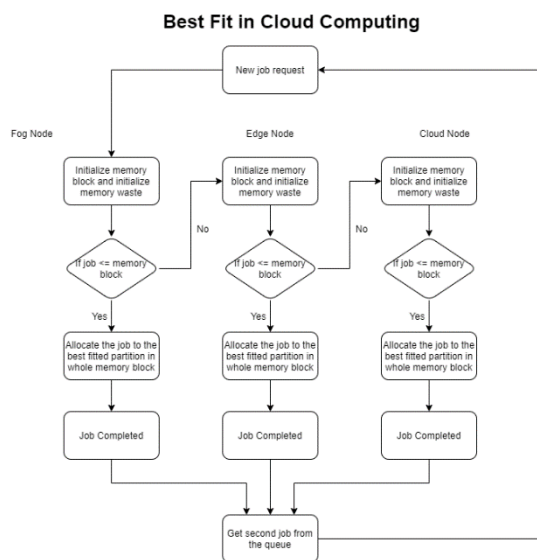 Best Fit in Cloud Computing
New job request
Fog Node
Edge Node
Cloud Node
Initialize memory
block and initialize
memory waste
Initialize memory
block and initialize
memory waste
Initialize memory
block and initialize
memory waste
No
No
If job <= memory
block
If job <= memory
block
If job <= memory
block
Yes
Yes
Yes
Allocate the job to the
best fitted partition in
whole memory block
Allocate the job to the
best fitted partition in
whole memory block
Allocate the job to the
best fitted partition in
whole memory block
Job Completed
Job Completed
Job Completed
Get second job from
the queue